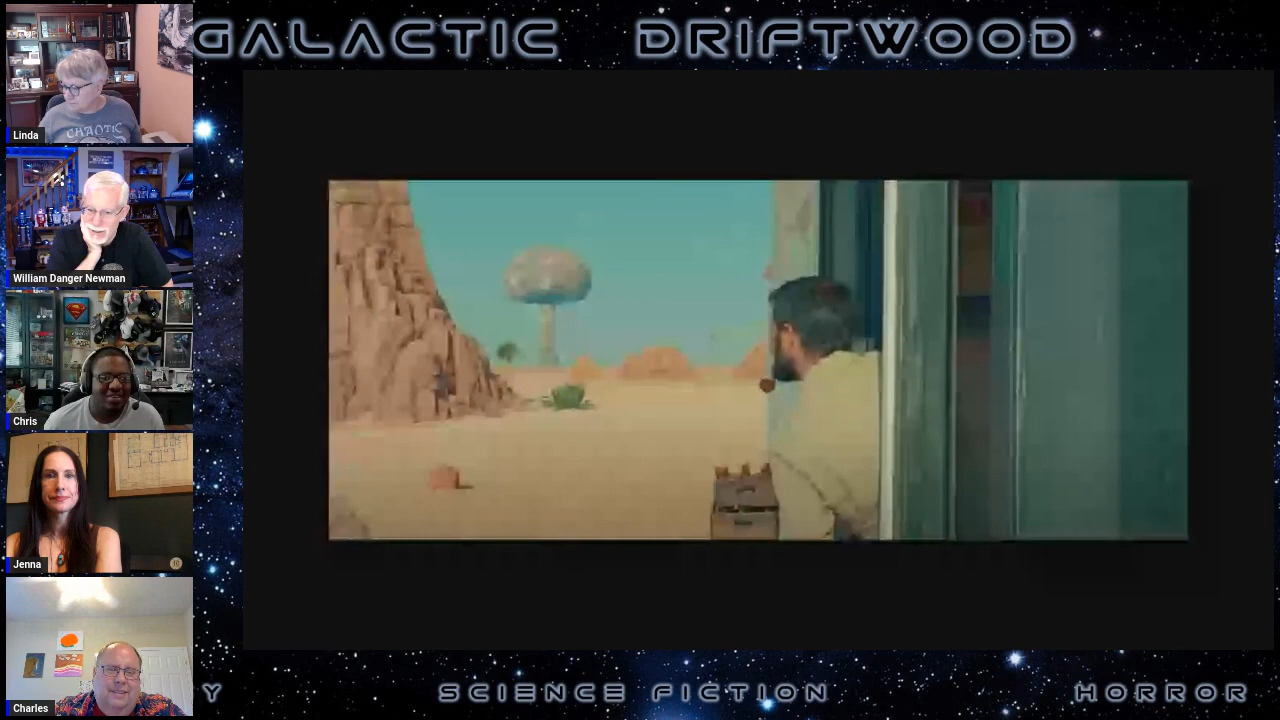 GALACTIC DRIFTWOOD
CHAOTIC
Linda
William Danger Newman
Chris
Jenna
Charles
Y SCIENCE FICTION HORROR